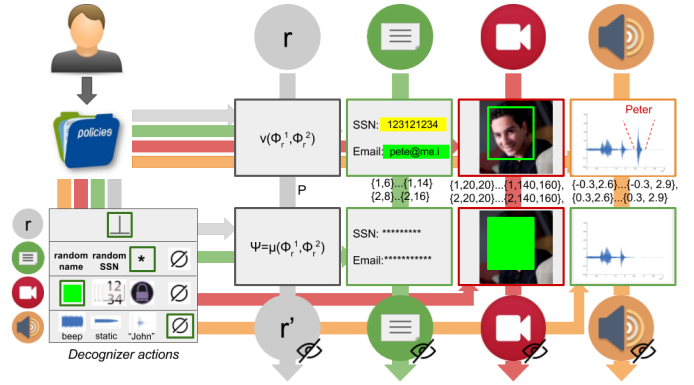 r
policies
v(Φr¹,Φr²)
SSN: 123121234
Email: pete@me.i
Peter
P
{1,6}...{1,14}
{2,8}...{2,16}
{1,20,20}...{1,140,160},
{2,20,20}...{2,140,160},
{-0.3,2.6}...{-0.3, 2.9},
{0.3,2.6}...{0.3, 2.9}
r
⊥
Ψ=μ(Φr¹,Φr²)
SSN: *********
Email:***********
random name
random SSN
*
∅
12
34
∅
beep
static
“John”
∅
Decognizer actions
r’